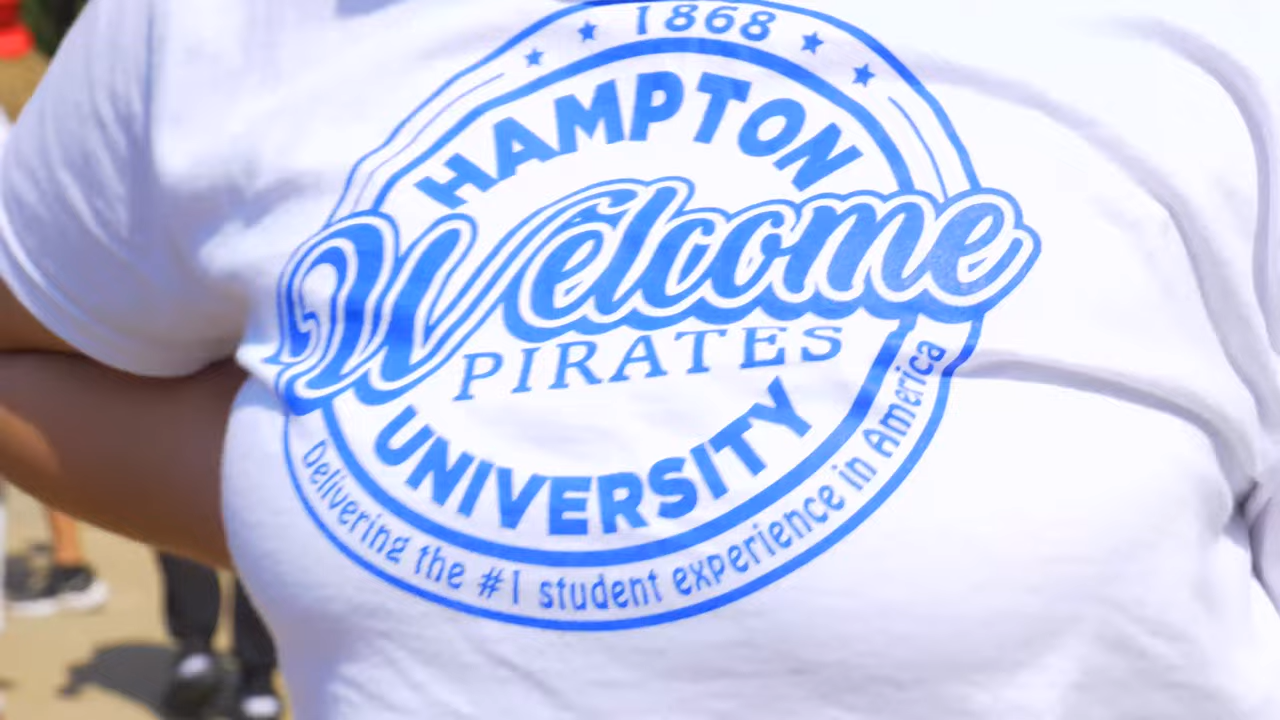 1868
HAMPTON
Welcome
PIRATES
UNIVERSITY
Delivering the #1 student experience in America